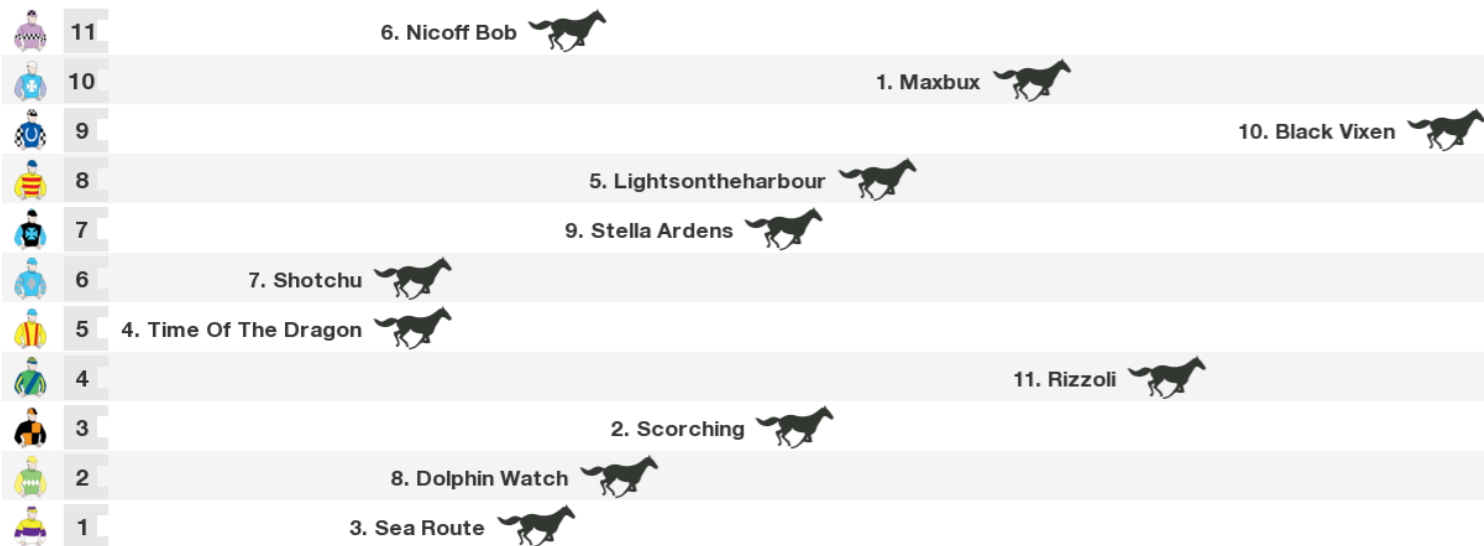 11 6. Nicoff Bob
10 1. Maxbux
9 10. Black Vixen
8 5. Lightsontheharbour
7 9. Stella Ardens
6 7. Shotchu
5 4. Time Of The Dragon
4 11. Rizzoli
3 2. Scorching
2 8. Dolphin Watch
1 3. Sea Route